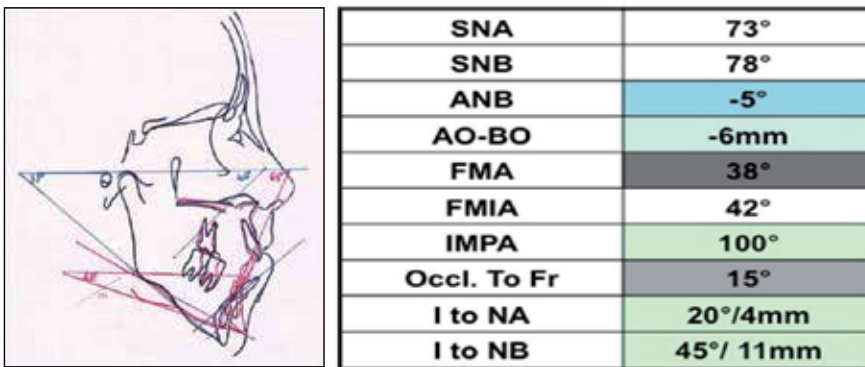 SNA 73°
SNB 78°
ANB -5°
AO-BO -6mm
FMA 38°
FMIA 42°
IMPA 100°
Occl. To Fr 15°
I to NA 20°/4mm
I to NB 45°/ 11mm